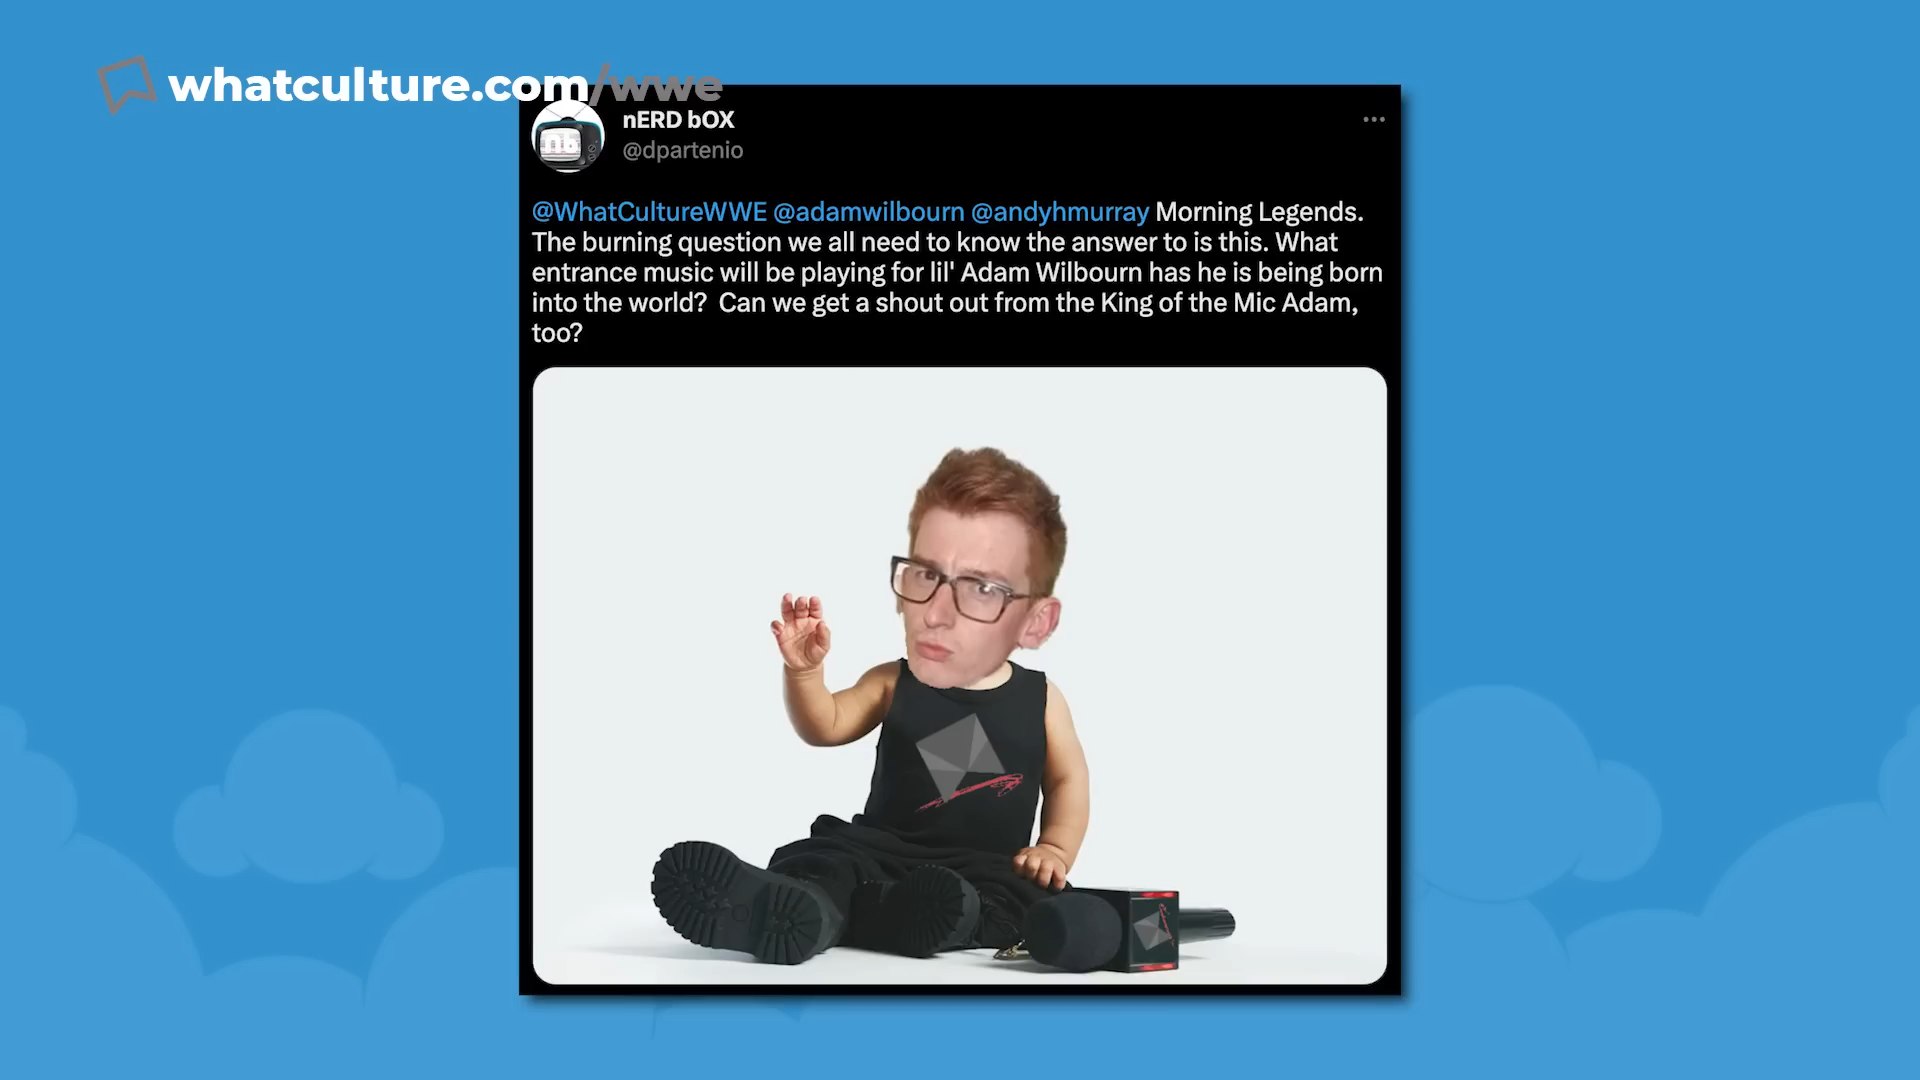 whatculture.com/wwe
nERD bOX
@dpartenio
@WhatCultureWWE @adamwilbourn @andyhmurray Morning Legends.
The burning question we all need to know the answer to is this. What
entrance music will be playing for lil' Adam Wilbourn has he is being born
into the world?  Can we get a shout out from the King of the Mic Adam,
too?